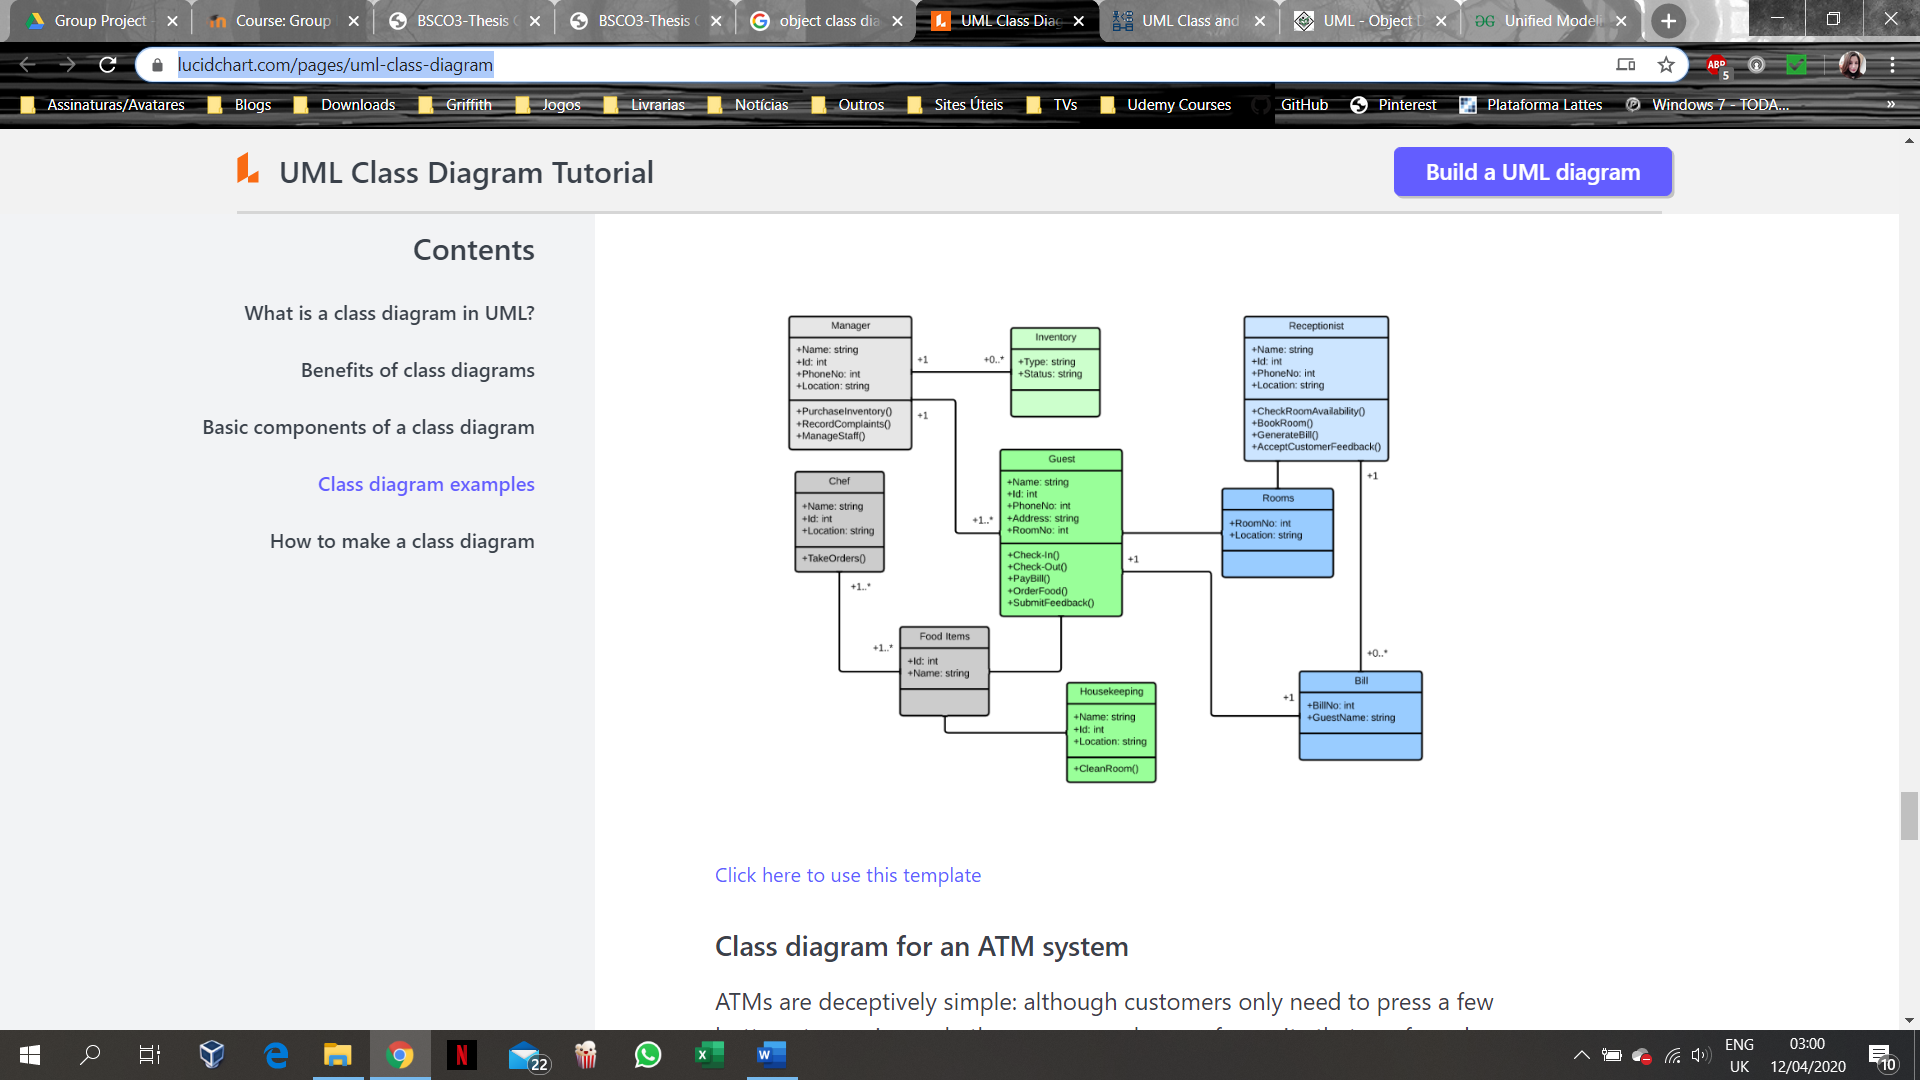 Group Project
Course: Group
BSCO3-Thesis
BSCO3-Thesis
object class dia
UML Class Diag
UML Class and
UML - Object D
Unified Modeli
lucidchart.com/pages/uml-class-diagram
ABP
5
Assinaturas/Avatares
Blogs
Downloads
Griffith
Jogos
Livrarias
Notícias
Outros
Sites Úteis
TVs
Udemy Courses
GitHub
Pinterest
Plataforma Lattes
Windows 7 - TODA...
»
UML Class Diagram Tutorial
Build a UML diagram
Contents
What is a class diagram in UML?
Benefits of class diagrams
Basic components of a class diagram
Class diagram examples
How to make a class diagram
Manager
+Name: string
+Id: int
+PhoneNo: int
+Location: string
+PurchaseInventory()
+RecordComplaints()
+ManageStaff()
+1
+0..*
+1
Inventory
+Type: string
+Status: string
Receptionist
+Name: string
+Id: int
+PhoneNo: int
+Location: string
+CheckRoomAvailability()
+BookRoom()
+GenerateBill()
+AcceptCustomerFeedback()
+1
Chef
+Name: string
+Id: int
+Location: string
+TakeOrders()
+1..*
Guest
+Name: string
+Id: int
+PhoneNo: int
+Address: string
+RoomNo: int
+Check-In()
+Check-Out()
+PayBill()
+OrderFood()
+SubmitFeedback()
+1..*
+1
Rooms
+RoomNo: int
+Location: string
+1..*
Food Items
+Id: int
+Name: string
Housekeeping
+Name: string
+Id: int
+Location: string
+CleanRoom()
+0..*
+1
Bill
+BillNo: int
+GuestName: string
Click here to use this template
Class diagram for an ATM system
ATMs are deceptively simple: although customers only need to press a few
22
ENG
UK
03:00
12/04/2020
10